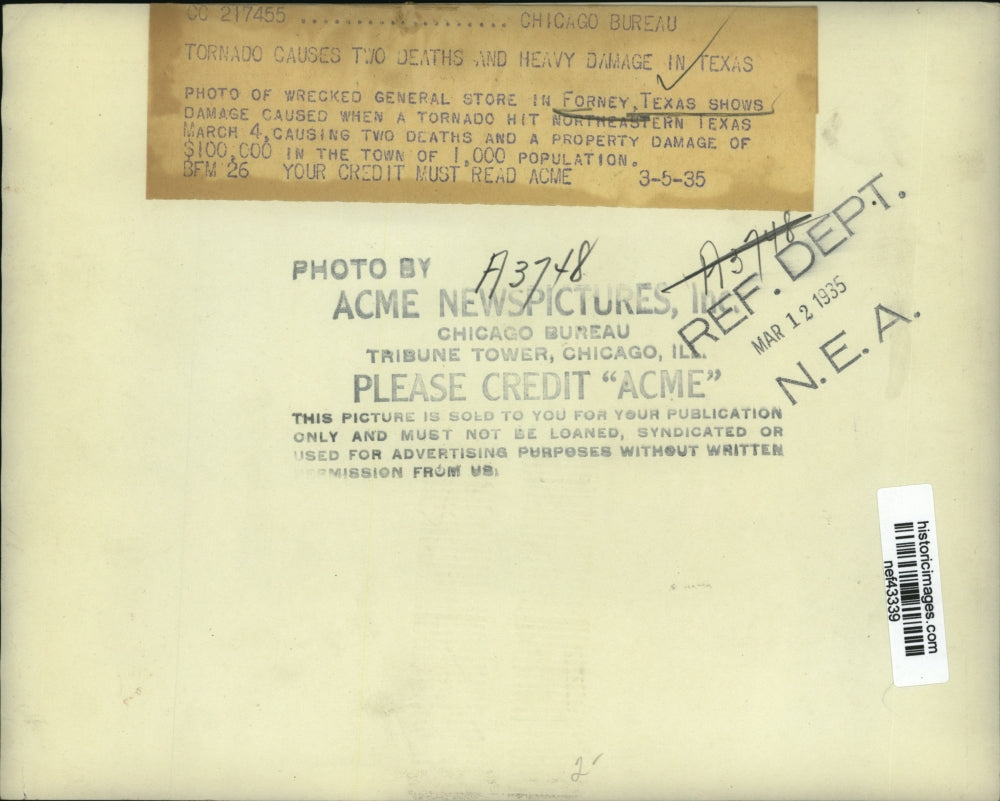 CO 217455 ..................... CHICAGO BUREAU
TORNADO CAUSES TWO DEATHS AND HEAVY DAMAGE IN TEXAS
PHOTO OF WRECKED GENERAL STORE IN FORNEY, TEXAS SHOWS
DAMAGE CAUSED WHEN A TORNADO HIT NORTHEASTERN TEXAS
MARCH 4, CAUSING TWO DEATHS AND A PROPERTY DAMAGE OF
$100,000 IN THE TOWN OF 1,000 POPULATION.
BFM 26 YOUR CREDIT MUST READ ACME 3-5-35
PHOTO BY
A3748
A3748
ACME NEWSPICTURES, Inc.
CHICAGO BUREAU
TRIBUNE TOWER, CHICAGO, ILL.
PLEASE CREDIT "ACME"
THIS PICTURE IS SOLD TO YOU FOR YOUR PUBLICATION
ONLY AND MUST NOT BE LOANED, SYNDICATED OR
USED FOR ADVERTISING PURPOSES WITHOUT WRITTEN
PERMISSION FROM US.
REF. DEPT.
MAR 12 1935
N. E. A.
historicimages.com
nef43339
2